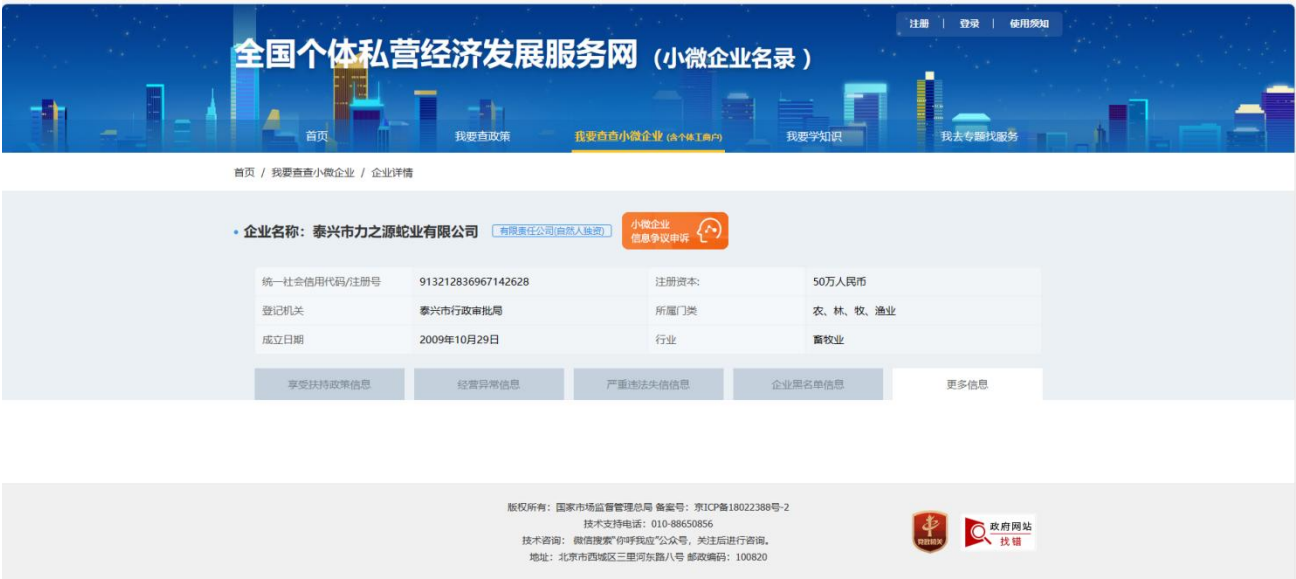 注册 | 登录 | 使用须知
全国个体私营经济发展服务网（小微企业名录）
首页 我要查政策 我要查查小微企业(含个体工商户) 我要学知识 我去专题找服务
首页 / 我要查查小微企业 / 企业详情
• 企业名称：泰兴市力之源蛇业有限公司 有限责任公司(自然人独资) 小微企业
信息争议申诉
统一社会信用代码/注册号 913212836967142628 注册资本: 50万人民币
登记机关 泰兴市行政审批局 所属门类 农、林、牧、渔业
成立日期 2009年10月29日 行业 畜牧业
享受扶持政策信息 经营异常信息 严重违法失信信息 企业黑名单信息 更多信息
版权所有：国家市场监督管理总局 备案号：京ICP备18022388号-2
技术支持电话：010-88650856
技术咨询： 微信搜索"你呼我应"公众号，关注后进行咨询。
地址：北京市西城区三里河东路八号 邮政编码：100820
党政机关
政府网站
找错